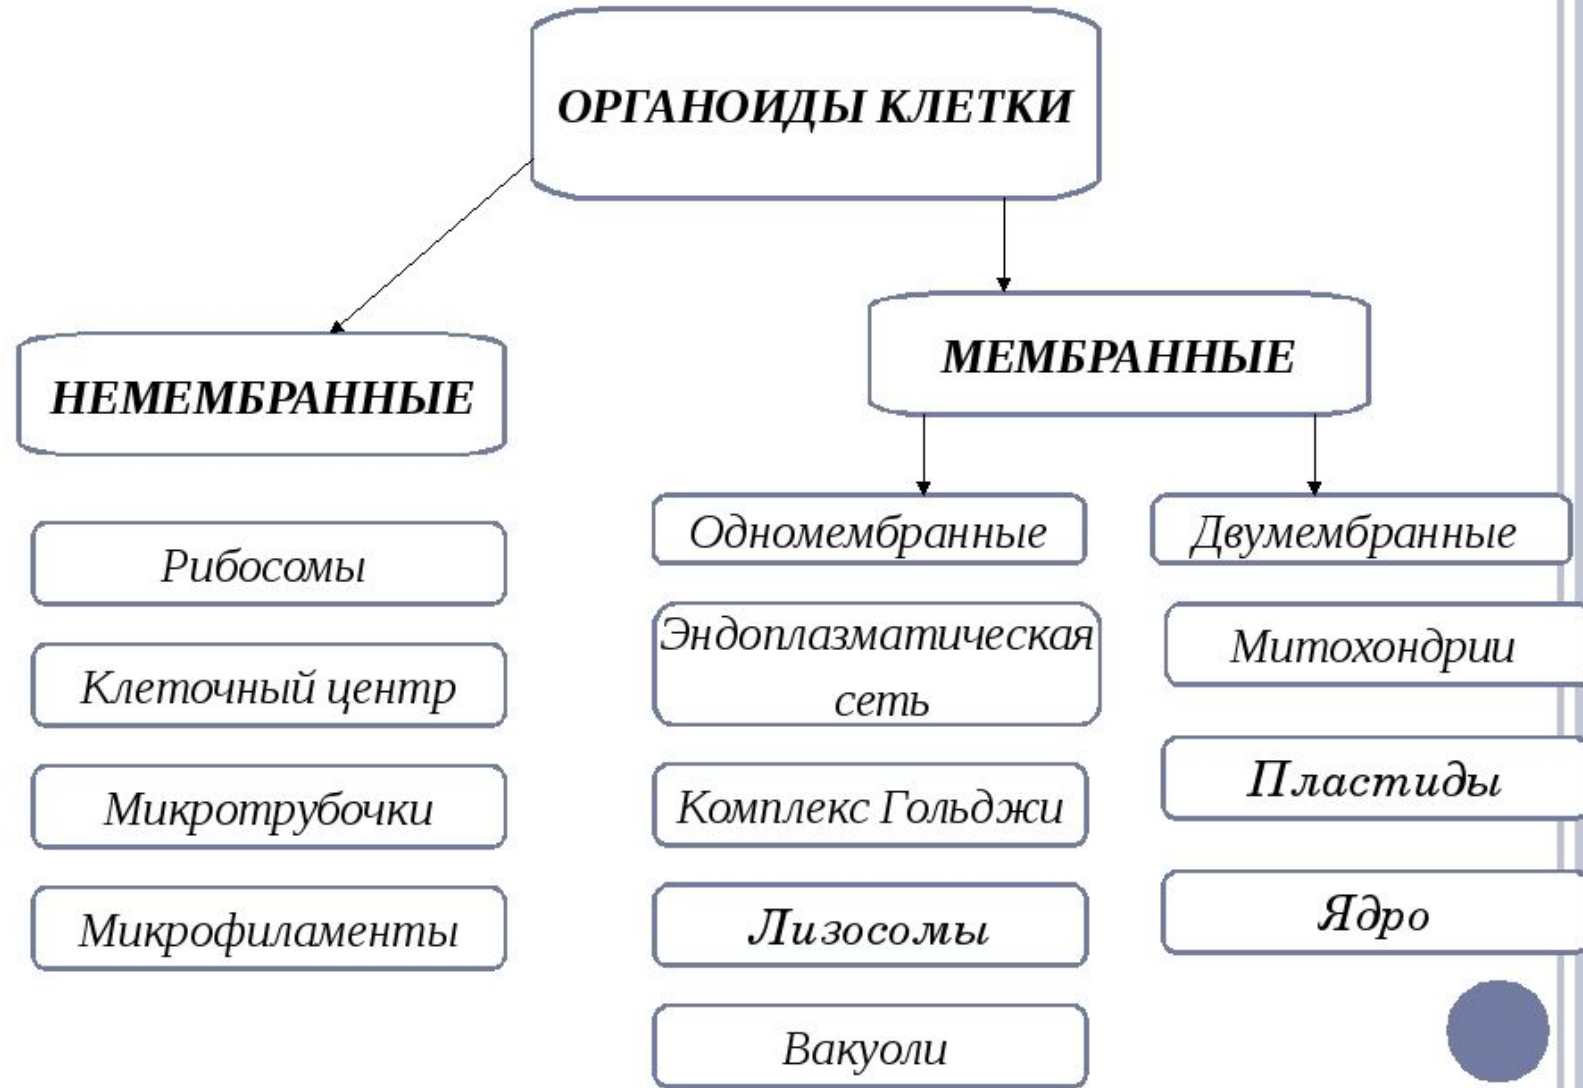 ОРГАНОИДЫ КЛЕТКИ
НЕМЕМБРАННЫЕ
Рибосомы
Клеточный центр
Микротрубочки
Микрофиламенты
МЕМБРАННЫЕ
Одномембранные
Эндоплазматическая
сеть
Комплекс Гольджи
Лизосомы
Вакуоли
Двумембранные
Митохондрии
Пластиды
Ядро